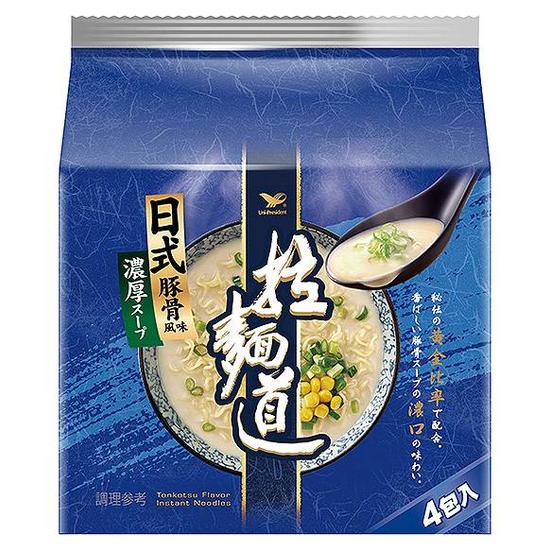 Uni-President
拉麵道
日式豚骨風味
濃厚スープ
秘伝の黄金比率で配合。
香ばしい豚骨スープの濃口の味わい。
調理參考
Tonkotsu Flavor
Instant Noodles
4包入